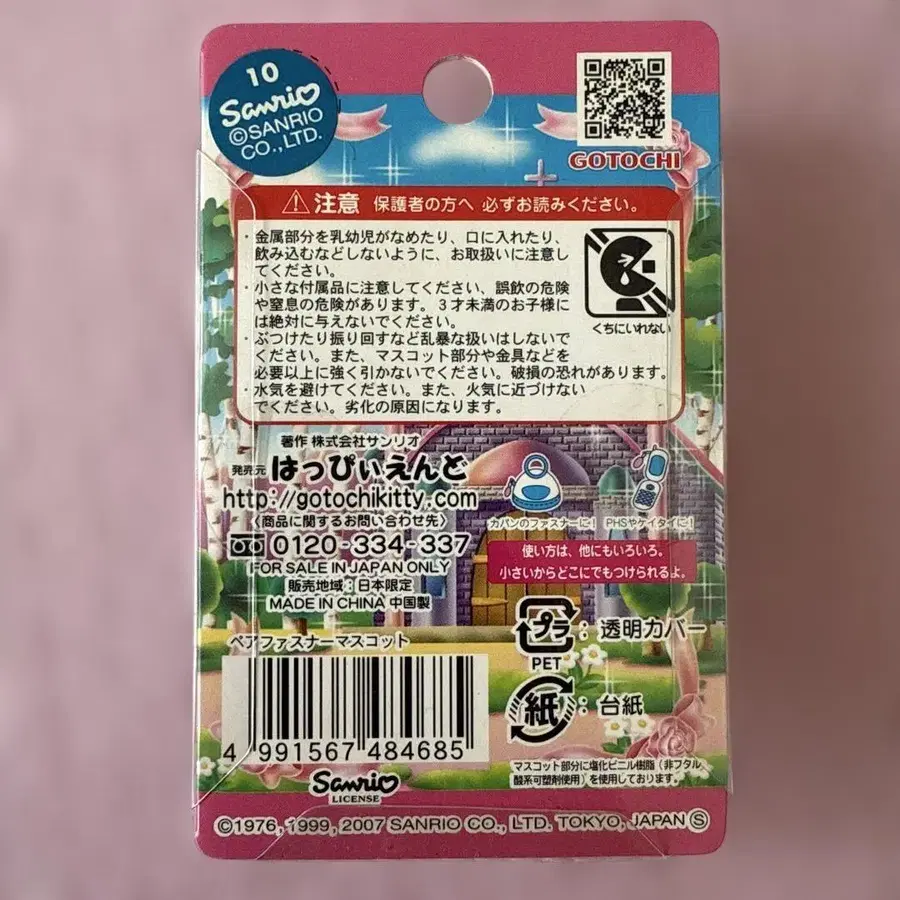 10
Sanrio
©SANRIO
CO.,LTD.
GOTOCHI
注意 保護者の方へ 必ずお読みください。
・金属部分を乳幼児がなめたり、口に入れたり、
飲み込むなどしないように、お取扱いに注意し
てください。
・小さな付属品に注意してください、誤飲の危険
や窒息の危険があります。3才未満のお子様に
は絶対に与えないでください。
・ぶつけたり振り回すなど乱暴な扱いはしないで
ください。また、マスコット部分や金具などを
必要以上に強く引かないでください。破損の恐れがあります。
・水気を避けてください。また、火気に近づけない
でください。劣化の原因になります。
くちにいれない
著作 株式会社サンリオ
発売元 はっぴぃえんど
http://gotochikitty.com
〈商品に関するお問い合わせ先〉
0120-334-337
FOR SALE IN JAPAN ONLY
販売地域：日本限定
MADE IN CHINA 中国製
カバンのファスナーに！
PHSやケイタイに！
使い方は、他にもいろいろ。
小さいからどこにでもつけられるよ。
プラ：透明カバー
PET
紙：台紙
ペアファスナーマスコット
4 991567 484685
Sanrio
LICENSE
マスコット部分に塩化ビニル樹脂（非フタル
酸系可塑剤使用）を使用しております。
©1976, 1999, 2007 SANRIO CO., LTD. TOKYO, JAPAN Ⓢ